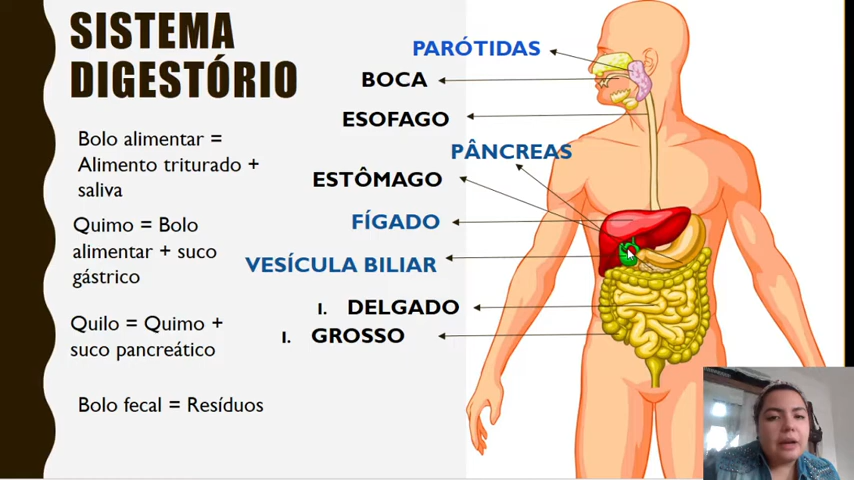 SISTEMA
DIGESTÓRIO
Bolo alimentar =
Alimento triturado +
saliva
Quimo = Bolo
alimentar + suco
gástrico
Quilo = Quimo +
suco pancreático
Bolo fecal = Resíduos
PARÓTIDAS
BOCA
ESOFAGO
PÂNCREAS
ESTÔMAGO
FÍGADO
VESÍCULA BILIAR
I. DELGADO
I. GROSSO